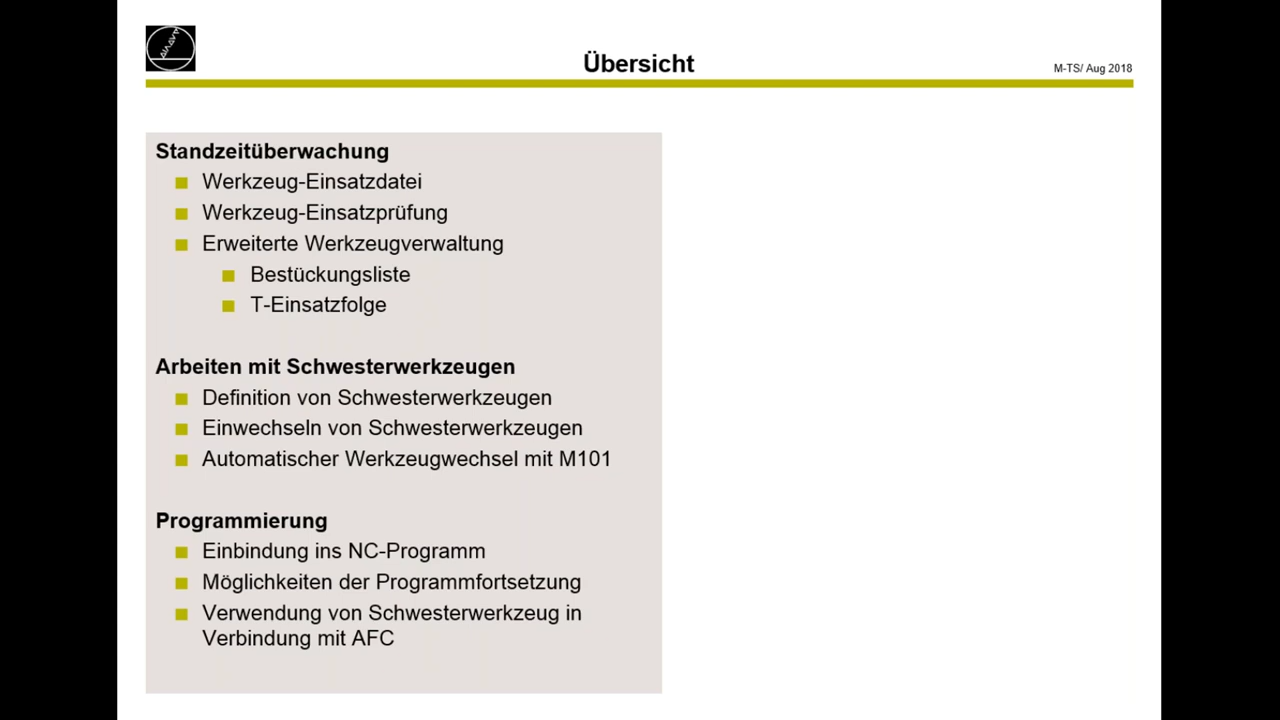 Übersicht
M-TS/ Aug 2018
Standzeitüberwachung
Werkzeug-Einsatzdatei
Werkzeug-Einsatzprüfung
Erweiterte Werkzeugverwaltung
Bestückungsliste
T-Einsatzfolge
Arbeiten mit Schwesterwerkzeugen
Definition von Schwesterwerkzeugen
Einwechseln von Schwesterwerkzeugen
Automatischer Werkzeugwechsel mit M101
Programmierung
Einbindung ins NC-Programm
Möglichkeiten der Programmfortsetzung
Verwendung von Schwesterwerkzeug in
Verbindung mit AFC